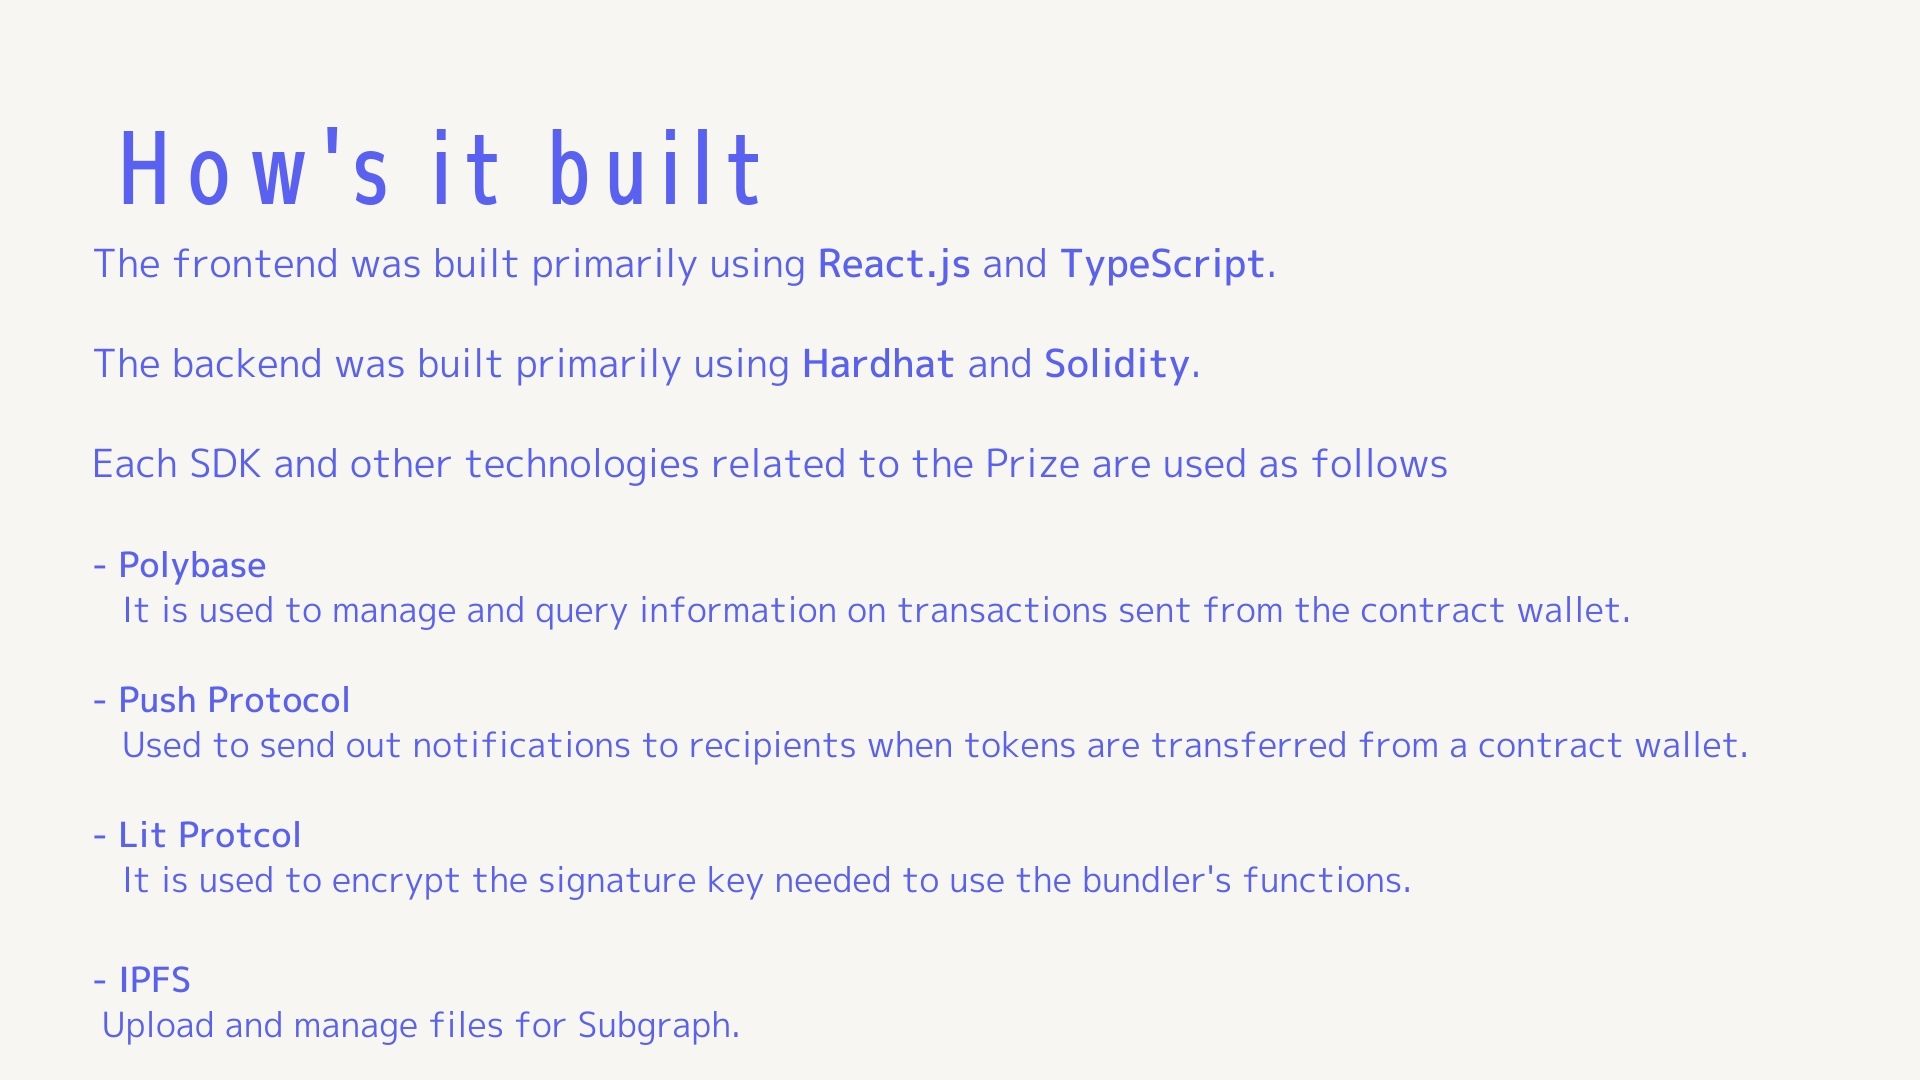 How's it built
The frontend was built primarily using React.js and TypeScript.
The backend was built primarily using Hardhat and Solidity.
Each SDK and other technologies related to the Prize are used as follows
- Polybase
It is used to manage and query information on transactions sent from the contract wallet.
- Push Protocol
Used to send out notifications to recipients when tokens are transferred from a contract wallet.
- Lit Protcol
It is used to encrypt the signature key needed to use the bundler's functions.
- IPFS
Upload and manage files for Subgraph.